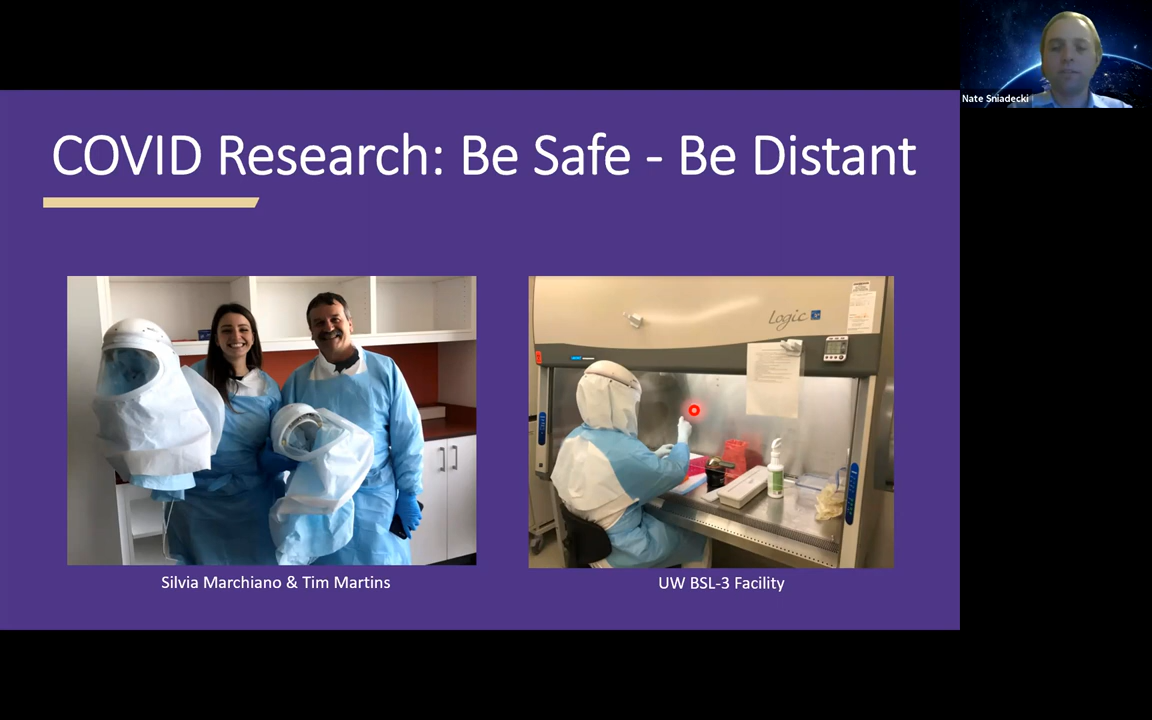 Nate Sniadecki
COVID Research: Be Safe - Be Distant
Logic
Silvia Marchiano & Tim Martins
UW BSL-3 Facility